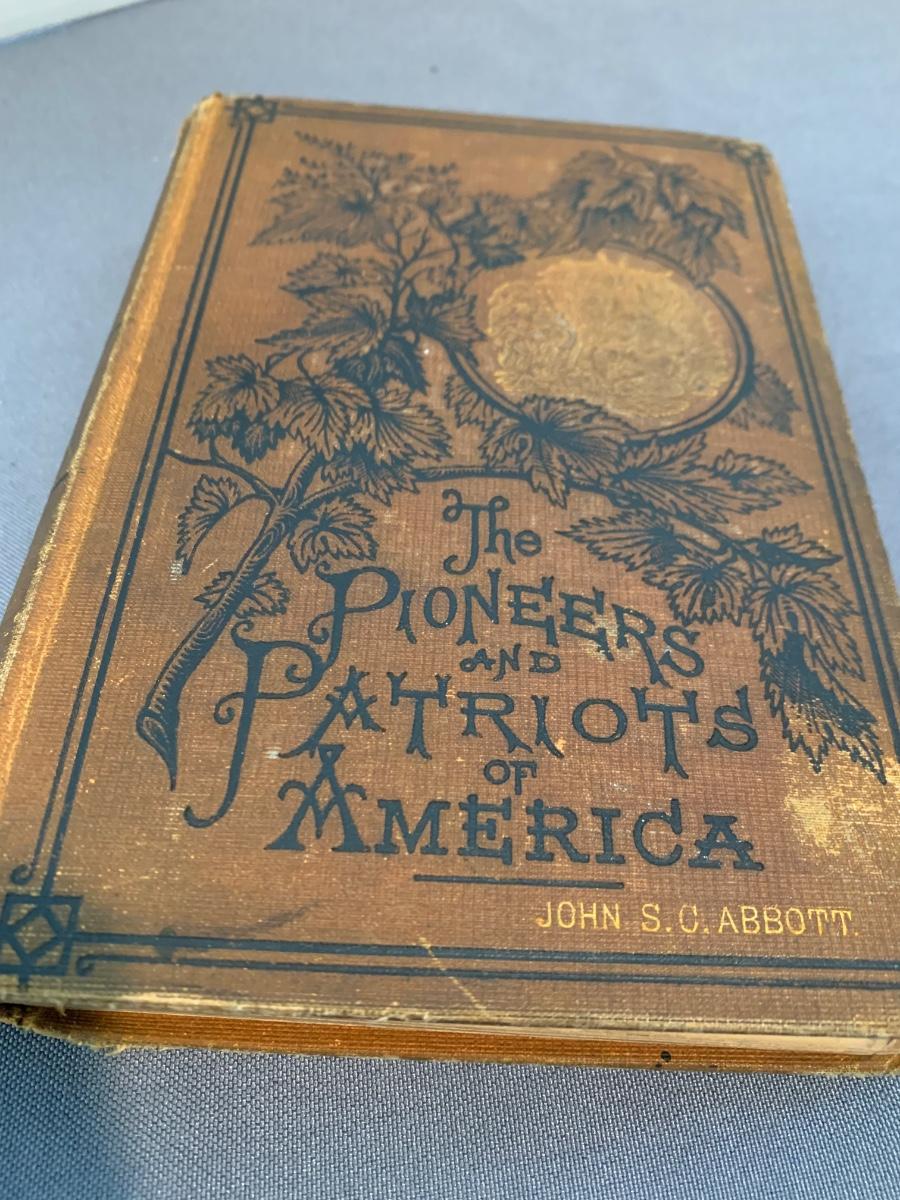 The
PIONEERS
AND
PATRIOTS
OF
AMERICA
JOHN S. C. ABBOTT.